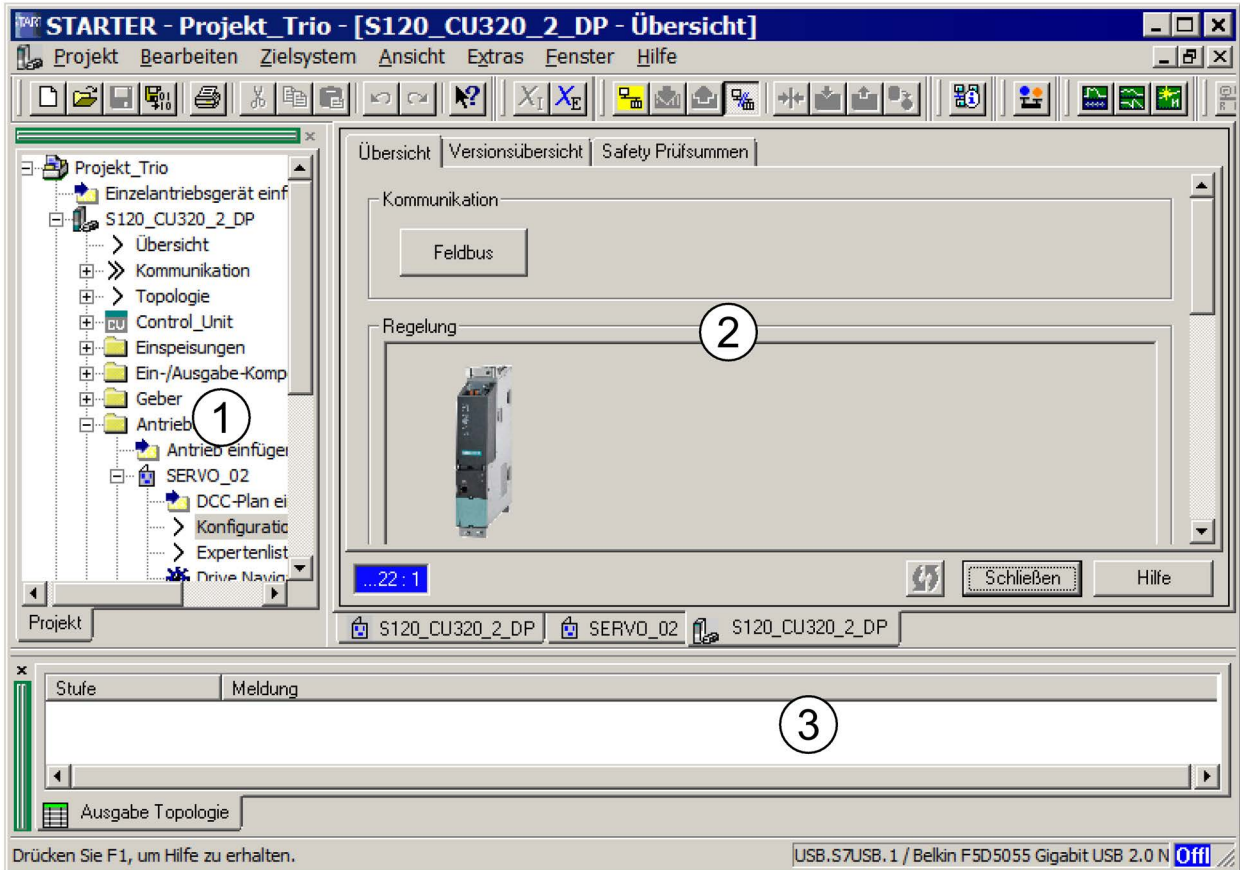 STARTER - Projekt_Trio - [S120_CU320_2_DP - Übersicht]
Projekt Bearbeiten Zielsystem Ansicht Extras Fenster Hilfe
Projekt_Trio
Einzelantriebsgerät einf
S120_CU320_2_DP
Übersicht
Kommunikation
Topologie
Control_Unit
Einspeisungen
Ein-/Ausgabe-Komp
Geber
Antrieb
Antrieb einfüger
SERVO_02
DCC-Plan ei
Konfiguratic
Expertenlist
Drive Navig
Projekt
1
Übersicht Versionsübersicht Safety Prüfsummen
Kommunikation
Feldbus
Regelung
2
...22 : 1
Schließen Hilfe
S120_CU320_2_DP SERVO_02 S120_CU320_2_DP
Stufe Meldung
3
Ausgabe Topologie
Drücken Sie F1, um Hilfe zu erhalten.
USB.S7USB.1 / Belkin F5D5055 Gigabit USB 2.0 N Offl